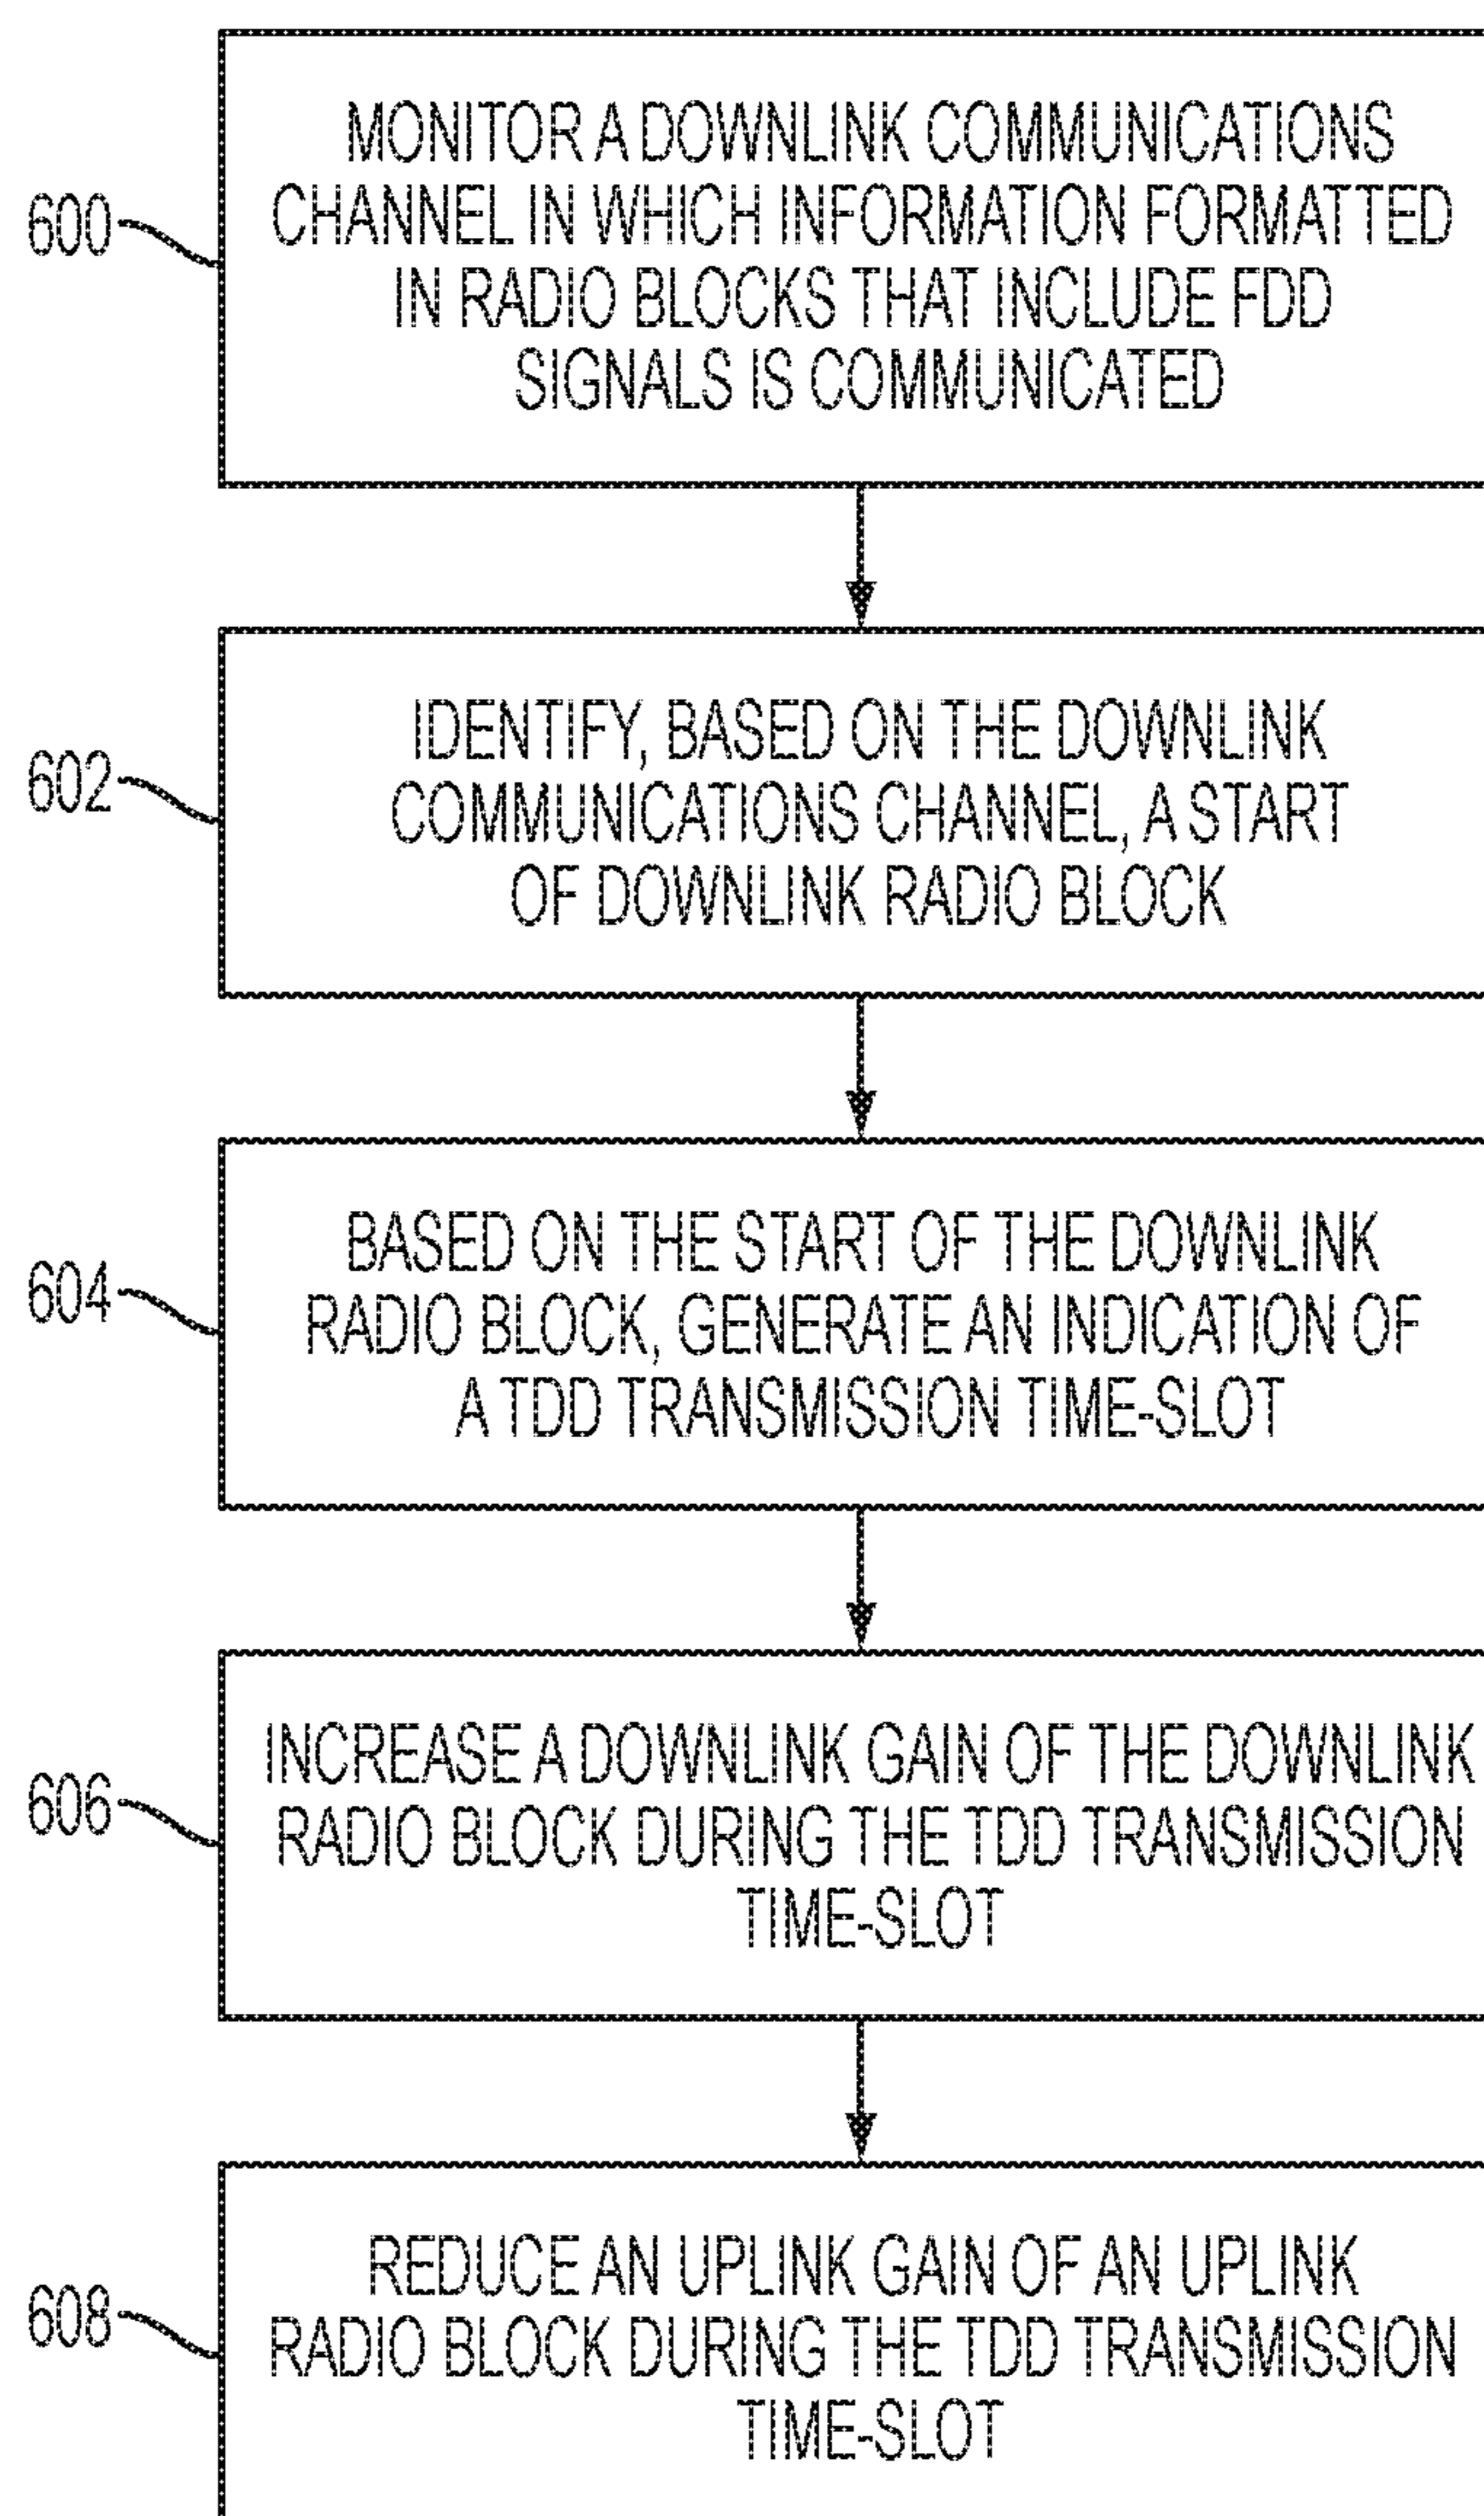 MONITOR A DOWNLINK COMMUNICATIONS
CHANNEL IN WHICH INFORMATION FORMATTED
IN RADIO BLOCKS THAT INCLUDE FDD
SIGNALS IS COMMUNICATED
600
IDENTIFY, BASED ON THE DOWNLINK
COMMUNICATIONS CHANNEL, A START
OF DOWNLINK RADIO BLOCK
602
BASED ON THE START OF THE DOWNLINK
RADIO BLOCK, GENERATE AN INDICATION OF
A TDD TRANSMISSION TIME-SLOT
604
INCREASE A DOWNLINK GAIN OF THE DOWNLINK
RADIO BLOCK DURING THE TDD TRANSMISSION
TIME-SLOT
606
REDUCE AN UPLINK GAIN OF AN UPLINK
RADIO BLOCK DURING THE TDD TRANSMISSION
TIME-SLOT
608